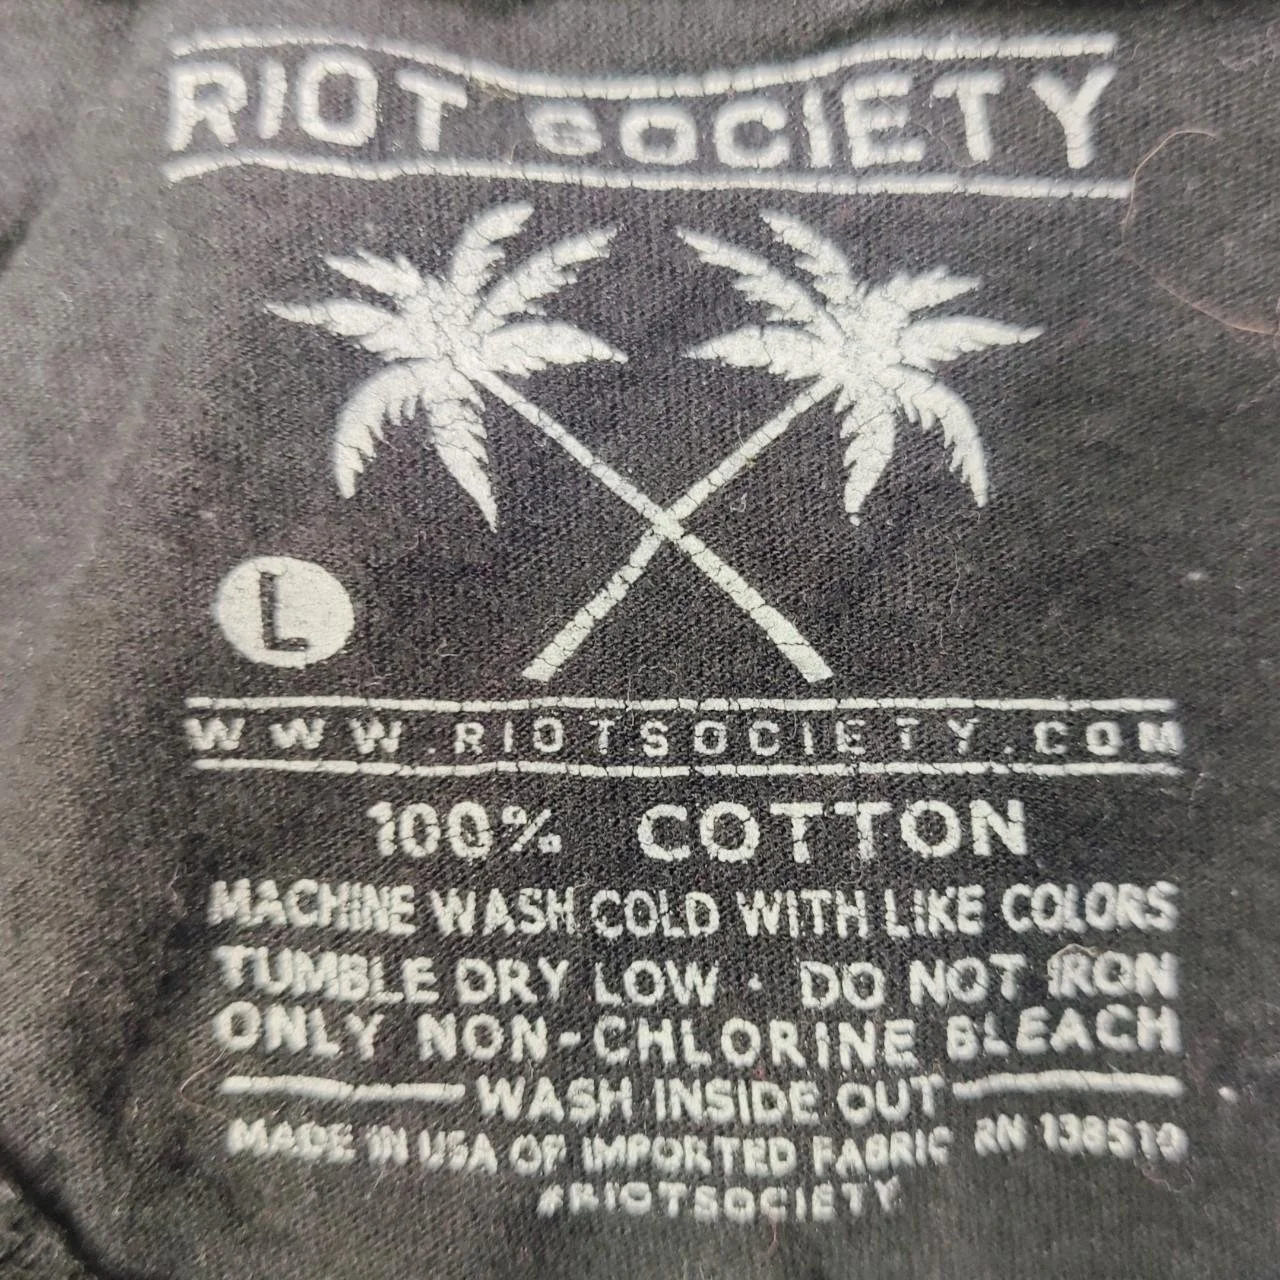 RIOT SOCIETY
L
WWW.RIOTSOCIETY.COM
100% COTTON
MACHINE WASH COLD WITH LIKE COLORS
TUMBLE DRY LOW · DO NOT IRON
ONLY NON-CHLORINE BLEACH
WASH INSIDE OUT
MADE IN USA OF IMPORTED FABRIC RN 138510
#RIOTSOCIETY